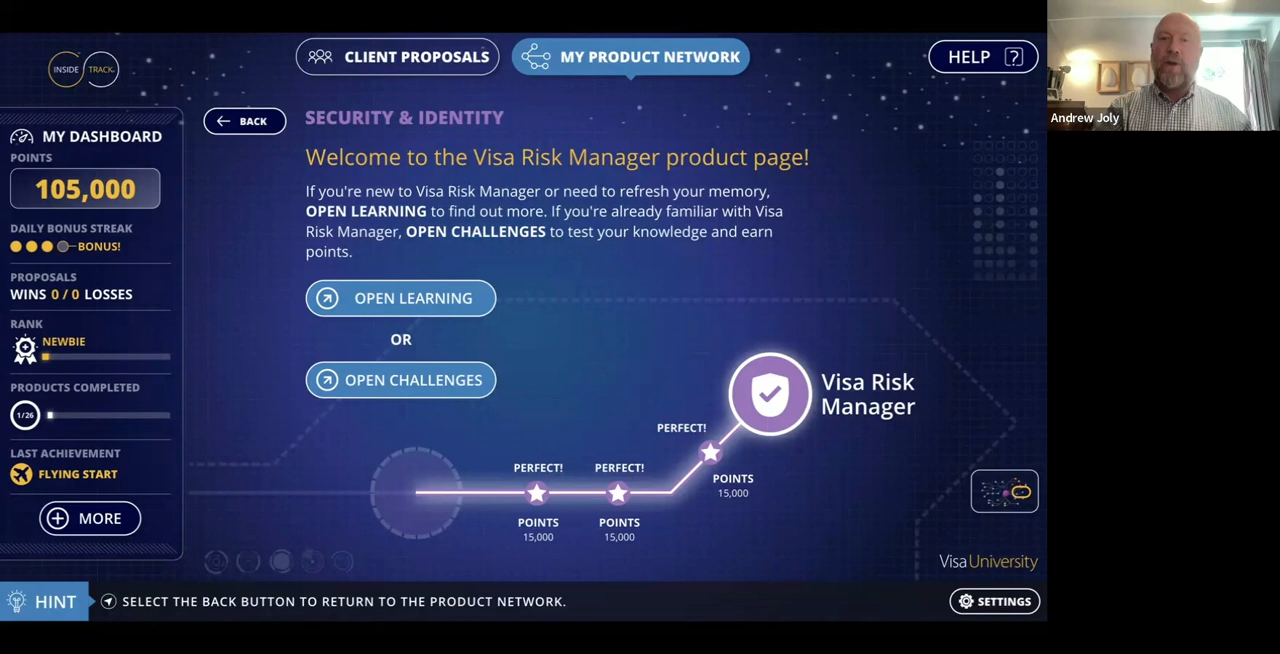 INSIDE TRACK
CLIENT PROPOSALS
MY PRODUCT NETWORK
HELP ?
Andrew Joly
MY DASHBOARD
POINTS
105,000
DAILY BONUS STREAK
BONUS!
PROPOSALS
WINS 0 / 0 LOSSES
RANK
NEWBIE
PRODUCTS COMPLETED
1/26
LAST ACHIEVEMENT
FLYING START
MORE
BACK
SECURITY & IDENTITY
Welcome to the Visa Risk Manager product page!
If you're new to Visa Risk Manager or need to refresh your memory,
OPEN LEARNING to find out more. If you're already familiar with Visa
Risk Manager, OPEN CHALLENGES to test your knowledge and earn
points.
OPEN LEARNING
OR
OPEN CHALLENGES
Visa Risk
Manager
PERFECT!
PERFECT!
PERFECT!
POINTS
15,000
POINTS
15,000
POINTS
15,000
Visa University
HINT
SELECT THE BACK BUTTON TO RETURN TO THE PRODUCT NETWORK.
SETTINGS